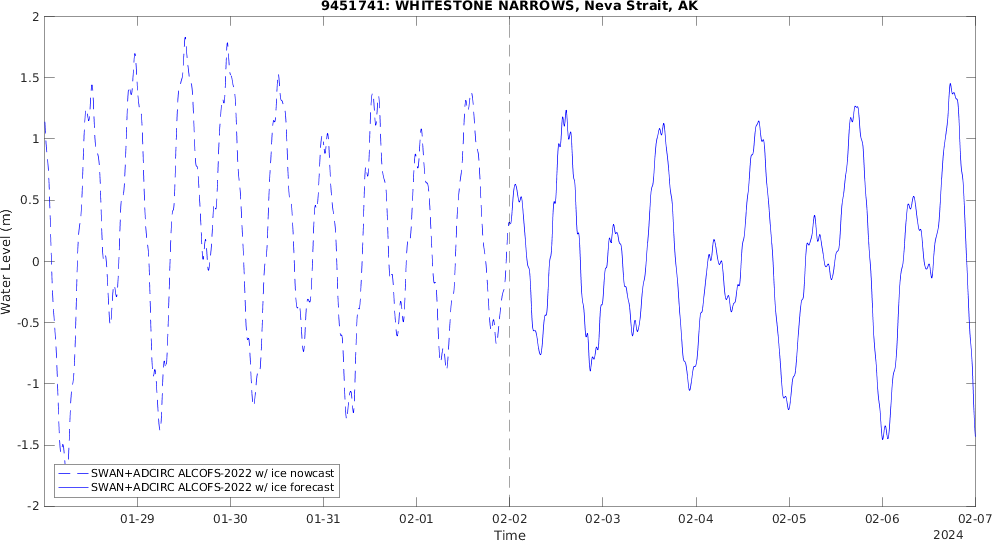 9451741: WHITESTONE NARROWS, Neva Strait, AK
Water Level (m)
2
1.5
1
0.5
0
-0.5
-1
-1.5
-2
SWAN+ADCIRC ALCOFS-2022 w/ ice nowcast
SWAN+ADCIRC ALCOFS-2022 w/ ice forecast
01-29 01-30 01-31 02-01 02-02 02-03 02-04 02-05 02-06 02-07
Time
2024